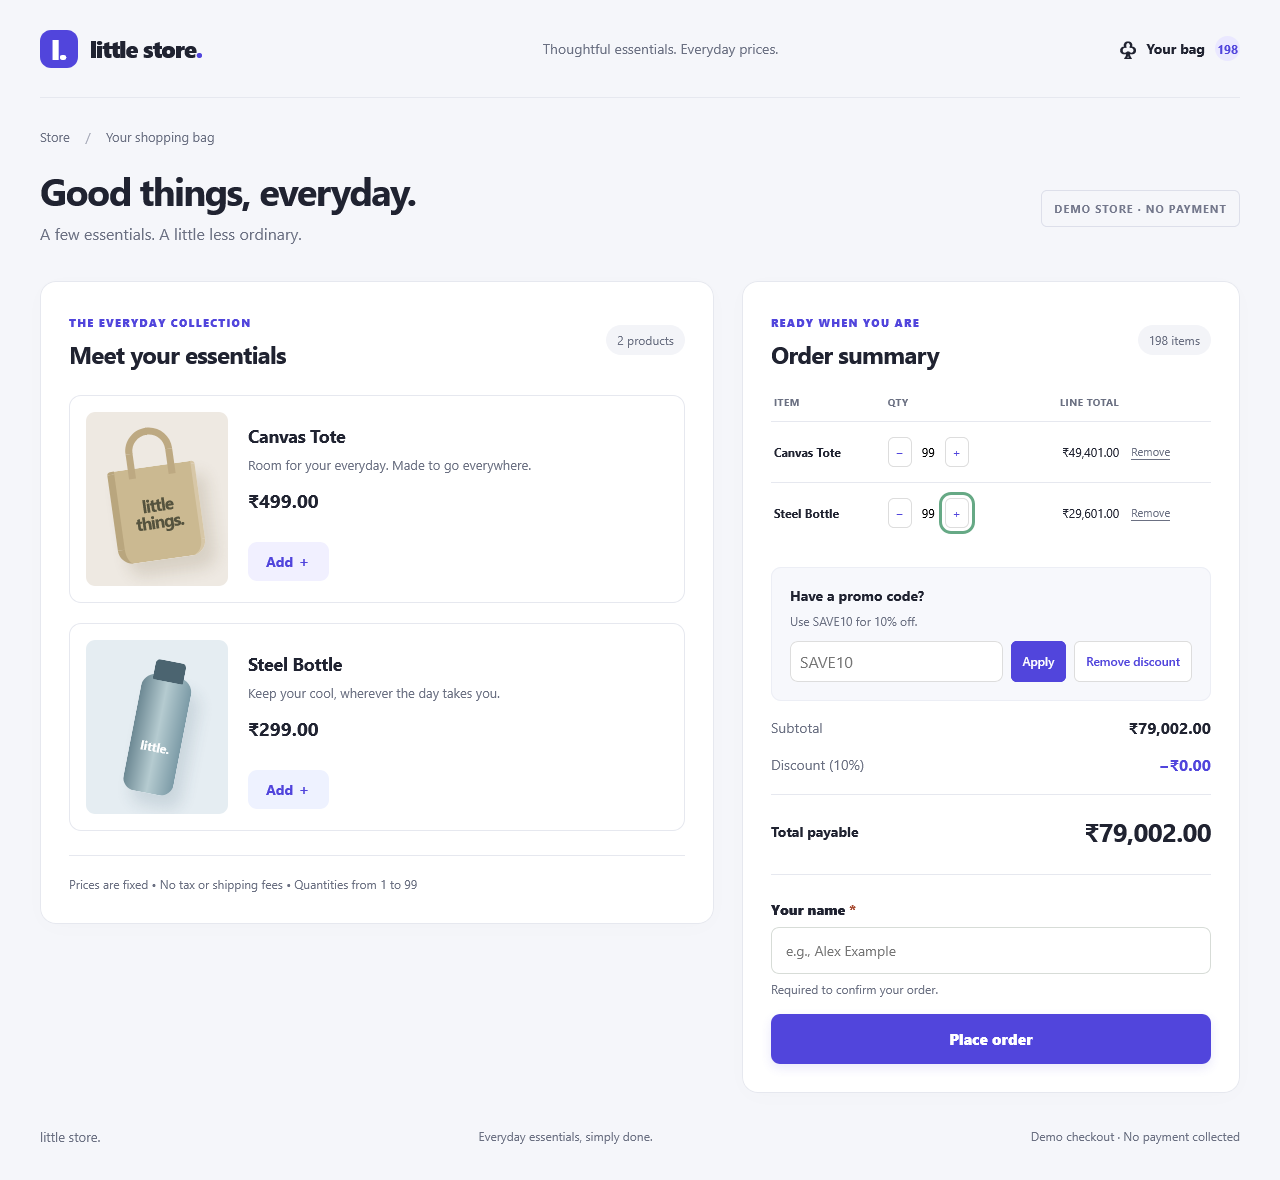 l. little store.
Thoughtful essentials. Everyday prices.
Your bag 198
Store / Your shopping bag
Good things, everyday.
A few essentials. A little less ordinary.
DEMO STORE · NO PAYMENT
THE EVERYDAY COLLECTION
Meet your essentials
2 products
little
things.
Canvas Tote
Room for your everyday. Made to go everywhere.
₹499.00
Add +
little.
Steel Bottle
Keep your cool, wherever the day takes you.
₹299.00
Add +
Prices are fixed • No tax or shipping fees • Quantities from 1 to 99
READY WHEN YOU ARE
Order summary
198 items
ITEM QTY LINE TOTAL
Canvas Tote − 99 + ₹49,401.00 Remove
Steel Bottle − 99 + ₹29,601.00 Remove
Have a promo code?
Use SAVE10 for 10% off.
SAVE10 Apply Remove discount
Subtotal ₹79,002.00
Discount (10%) −₹0.00
Total payable ₹79,002.00
Your name *
e.g., Alex Example
Required to confirm your order.
Place order
little store.
Everyday essentials, simply done.
Demo checkout · No payment collected